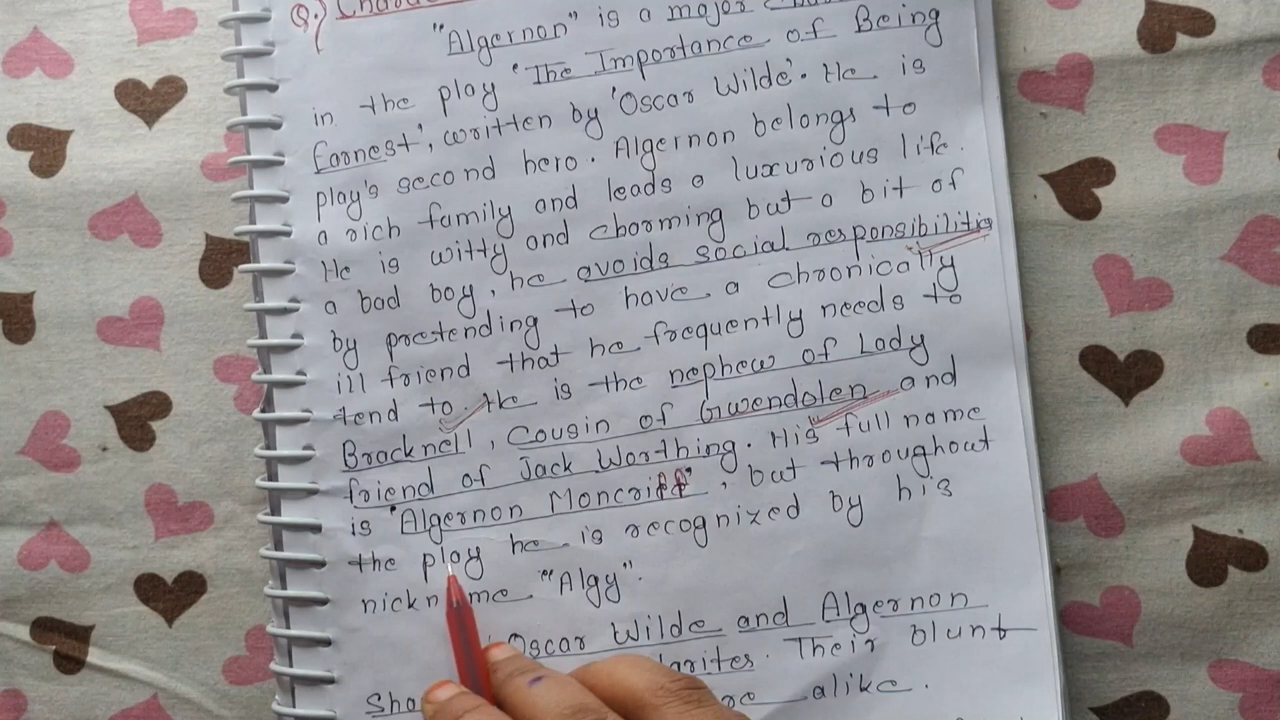 Q.)
"Algernon" is a major
in the play 'The Importance of Being
Earnest', written by 'Oscar Wilde'. He is
play's second hero. Algernon belongs to
a rich family and leads a luxurious life.
He is witty and charming but a bit of
a bad boy, he avoids social responsibilities
by pretending to have a chronically
ill friend that he frequently needs to
tend to. He is the nephew of Lady
Bracknell, Cousin of Gwendolen and
friend of Jack Worthing. His full name
is "Algernon Moncriff", but throughout
the play he is recognized by his
nickname "Algy".
Oscar Wilde and Algernon
Their blunt
alike.